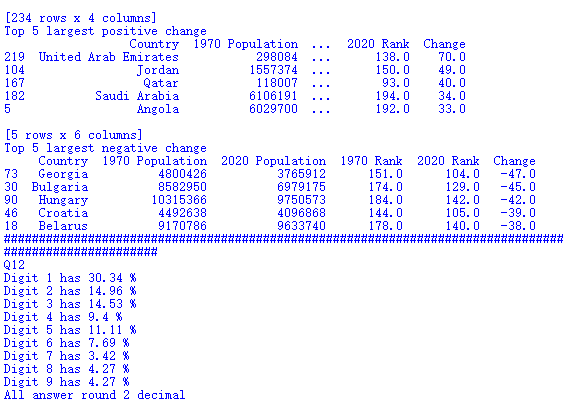 [234 rows x 4 columns]
Top 5 largest positive change
                  Country  1970 Population  ...  2020 Rank  Change
219  United Arab Emirates           298084  ...      138.0    70.0
104                Jordan          1557374  ...      150.0    49.0
167                 Qatar           118007  ...       93.0    40.0
182          Saudi Arabia          6106191  ...      194.0    34.0
5                  Angola          6029700  ...      192.0    33.0
[5 rows x 6 columns]
Top 5 largest negative change
     Country  1970 Population  2020 Population  1970 Rank  2020 Rank  Change
73   Georgia          4800426          3765912      151.0      104.0   -47.0
30  Bulgaria          8582950          6979175      174.0      129.0   -45.0
90   Hungary         10315366          9750573      184.0      142.0   -42.0
46   Croatia          4492638          4096868      144.0      105.0   -39.0
18   Belarus          9170786          9633740      178.0      140.0   -38.0
################################################################################
######################
Q12
Digit 1 has 30.34 %
Digit 2 has 14.96 %
Digit 3 has 14.53 %
Digit 4 has 9.4 %
Digit 5 has 11.11 %
Digit 6 has 7.69 %
Digit 7 has 3.42 %
Digit 8 has 4.27 %
Digit 9 has 4.27 %
All answer round 2 decimal